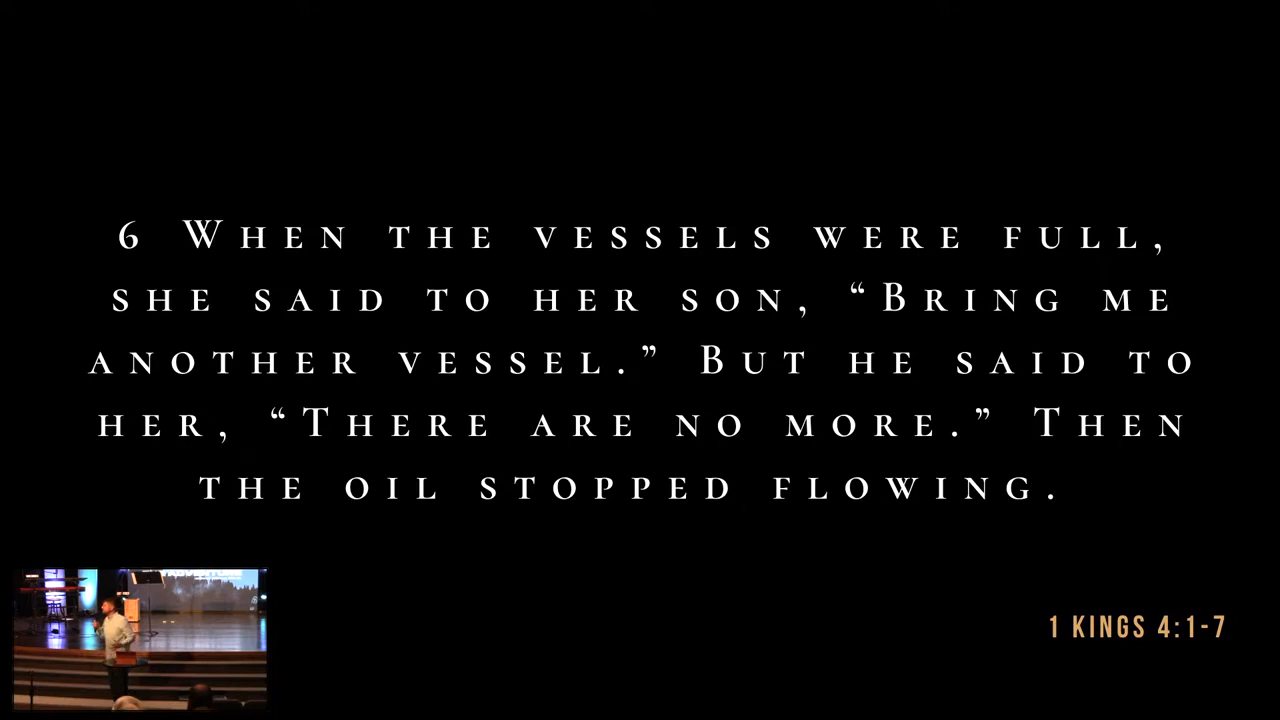 6 When the vessels were full,
she said to her son, “Bring me
another vessel.” But he said to
her, “There are no more.” Then
the oil stopped flowing.
1 KINGS 4:1-7